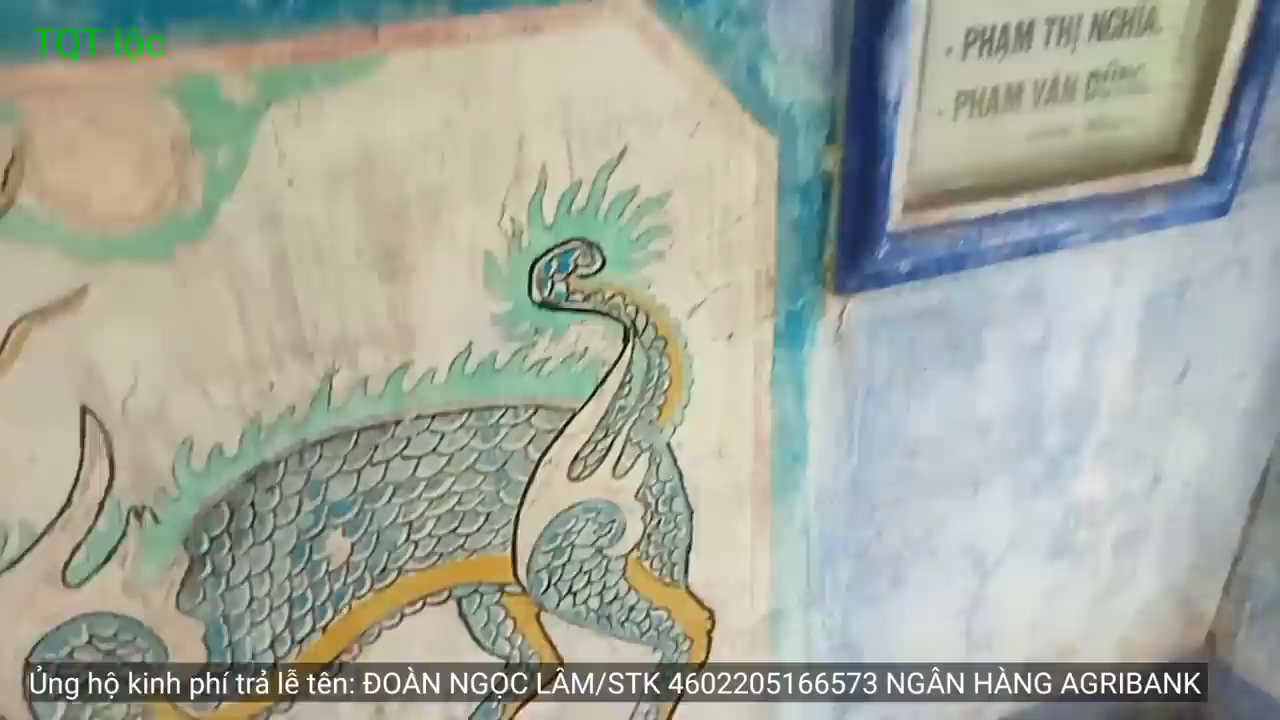 TQT lộc
- PHẠM THỊ NGHĨA.
- PHẠM VĂN DŨNG.
Ủng hộ kinh phí trả lễ tên: ĐOÀN NGỌC LÂM/STK 4602205166573 NGÂN HÀNG AGRIBANK